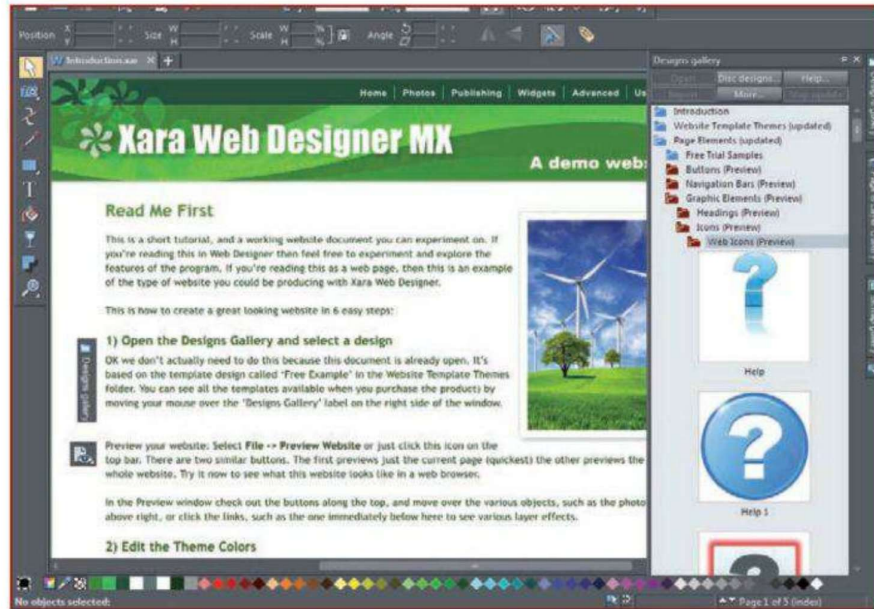 Position X Y Size W H Scale W H % % Angle
Introduction.xar
Home Photos Publishing Widgets Advanced Us
Xara Web Designer MX
A demo webs
Read Me First
This is a short tutorial, and a working website document you can experiment on. If
you're reading this in Web Designer then feel free to experiment and explore the
features of the program. If you're reading this as a web page, then this is an example
of the type of website you could be producing with Xara Web Designer.
This is how to create a great looking website in 6 easy steps:
1) Open the Designs Gallery and select a design
OK we don't actually need to do this because this document is already open. It's
based on the template design called 'Free Example' in the Website Template Themes
folder. You can see all the templates available when you purchase the product) by
moving your mouse over the 'Designs Gallery' label on the right side of the window.
Designs gallery
Preview your website: Select File -> Preview Website or just click this icon on the
top bar. There are two similar buttons. The first previews just the current page (quickest) the other previews the
whole website. Try it now to see what this website looks like in a web browser.
In the Preview window check out the buttons along the top, and move over the various objects, such as the photo
above right, or click the links, such as the one immediately below here to see various layer effects.
2) Edit the Theme Colors
Designs gallery
Open Disc designs... Help...
More...
Introduction
Website Template Themes (updated)
Page Elements (updated)
Free Trial Samples
Buttons (Preview)
Navigation Bars (Preview)
Graphic Elements (Preview)
Headings (Preview)
Icons (Preview)
Web Icons (Preview)
Help
Help 1
No objects selected:
Page 1 of 5 (index)